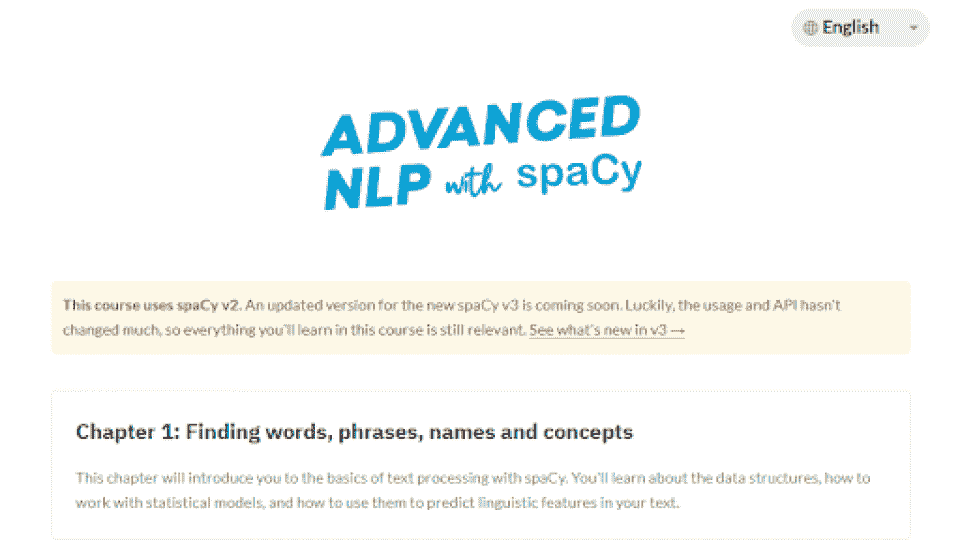 English
ADVANCED
NLP with spaCy
This course uses spaCy v2. An updated version for the new spaCy v3 is coming soon. Luckily, the usage and API hasn't
changed much, so everything you'll learn in this course is still relevant. See what's new in v3 →
Chapter 1: Finding words, phrases, names and concepts
This chapter will introduce you to the basics of text processing with spaCy. You'll learn about the data structures, how to
work with statistical models, and how to use them to predict linguistic features in your text.